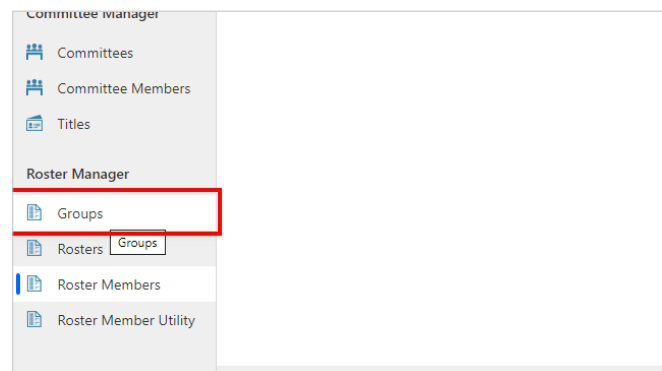 Committee Manager
Committees
Committee Members
Titles
Roster Manager
Groups
Rosters
Groups
Roster Members
Roster Member Utility